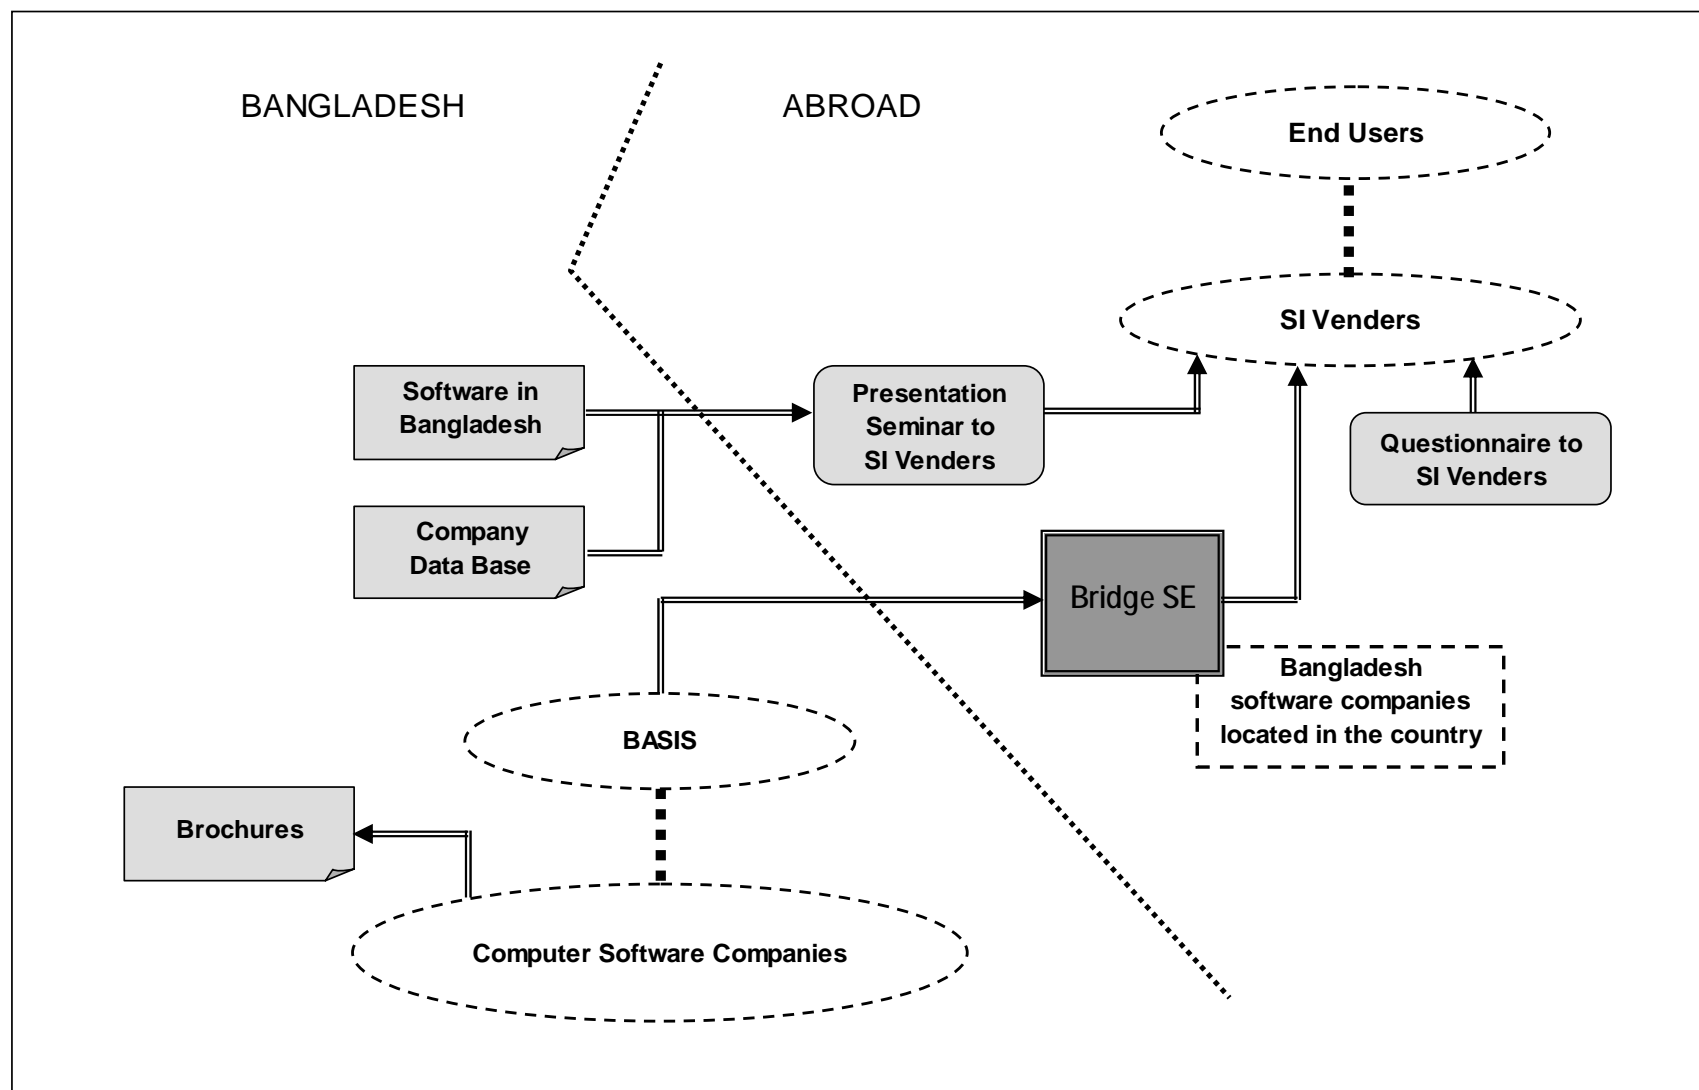 BANGLADESH
ABROAD
End Users
SI Venders
Software in
Bangladesh
Presentation
Seminar to
SI Venders
Questionnaire to
SI Venders
Company
Data Base
Bridge SE
Bangladesh
software companies
located in the country
BASIS
Brochures
Computer Software Companies